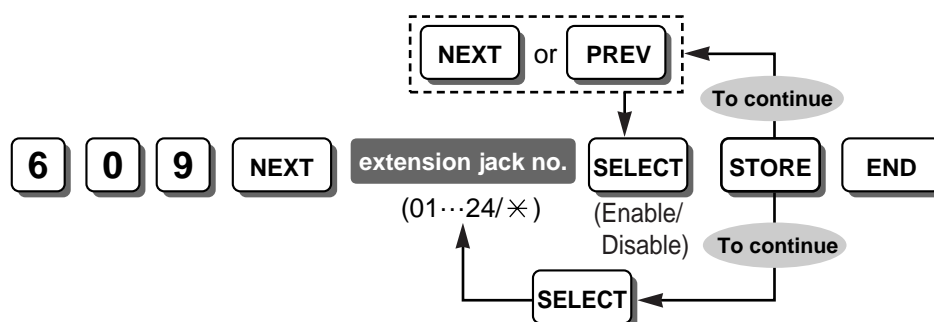 NEXT or PREV
To continue
6 0 9 NEXT extension jack no. SELECT STORE END
(01···24/✳) (Enable/
Disable)
To continue
SELECT